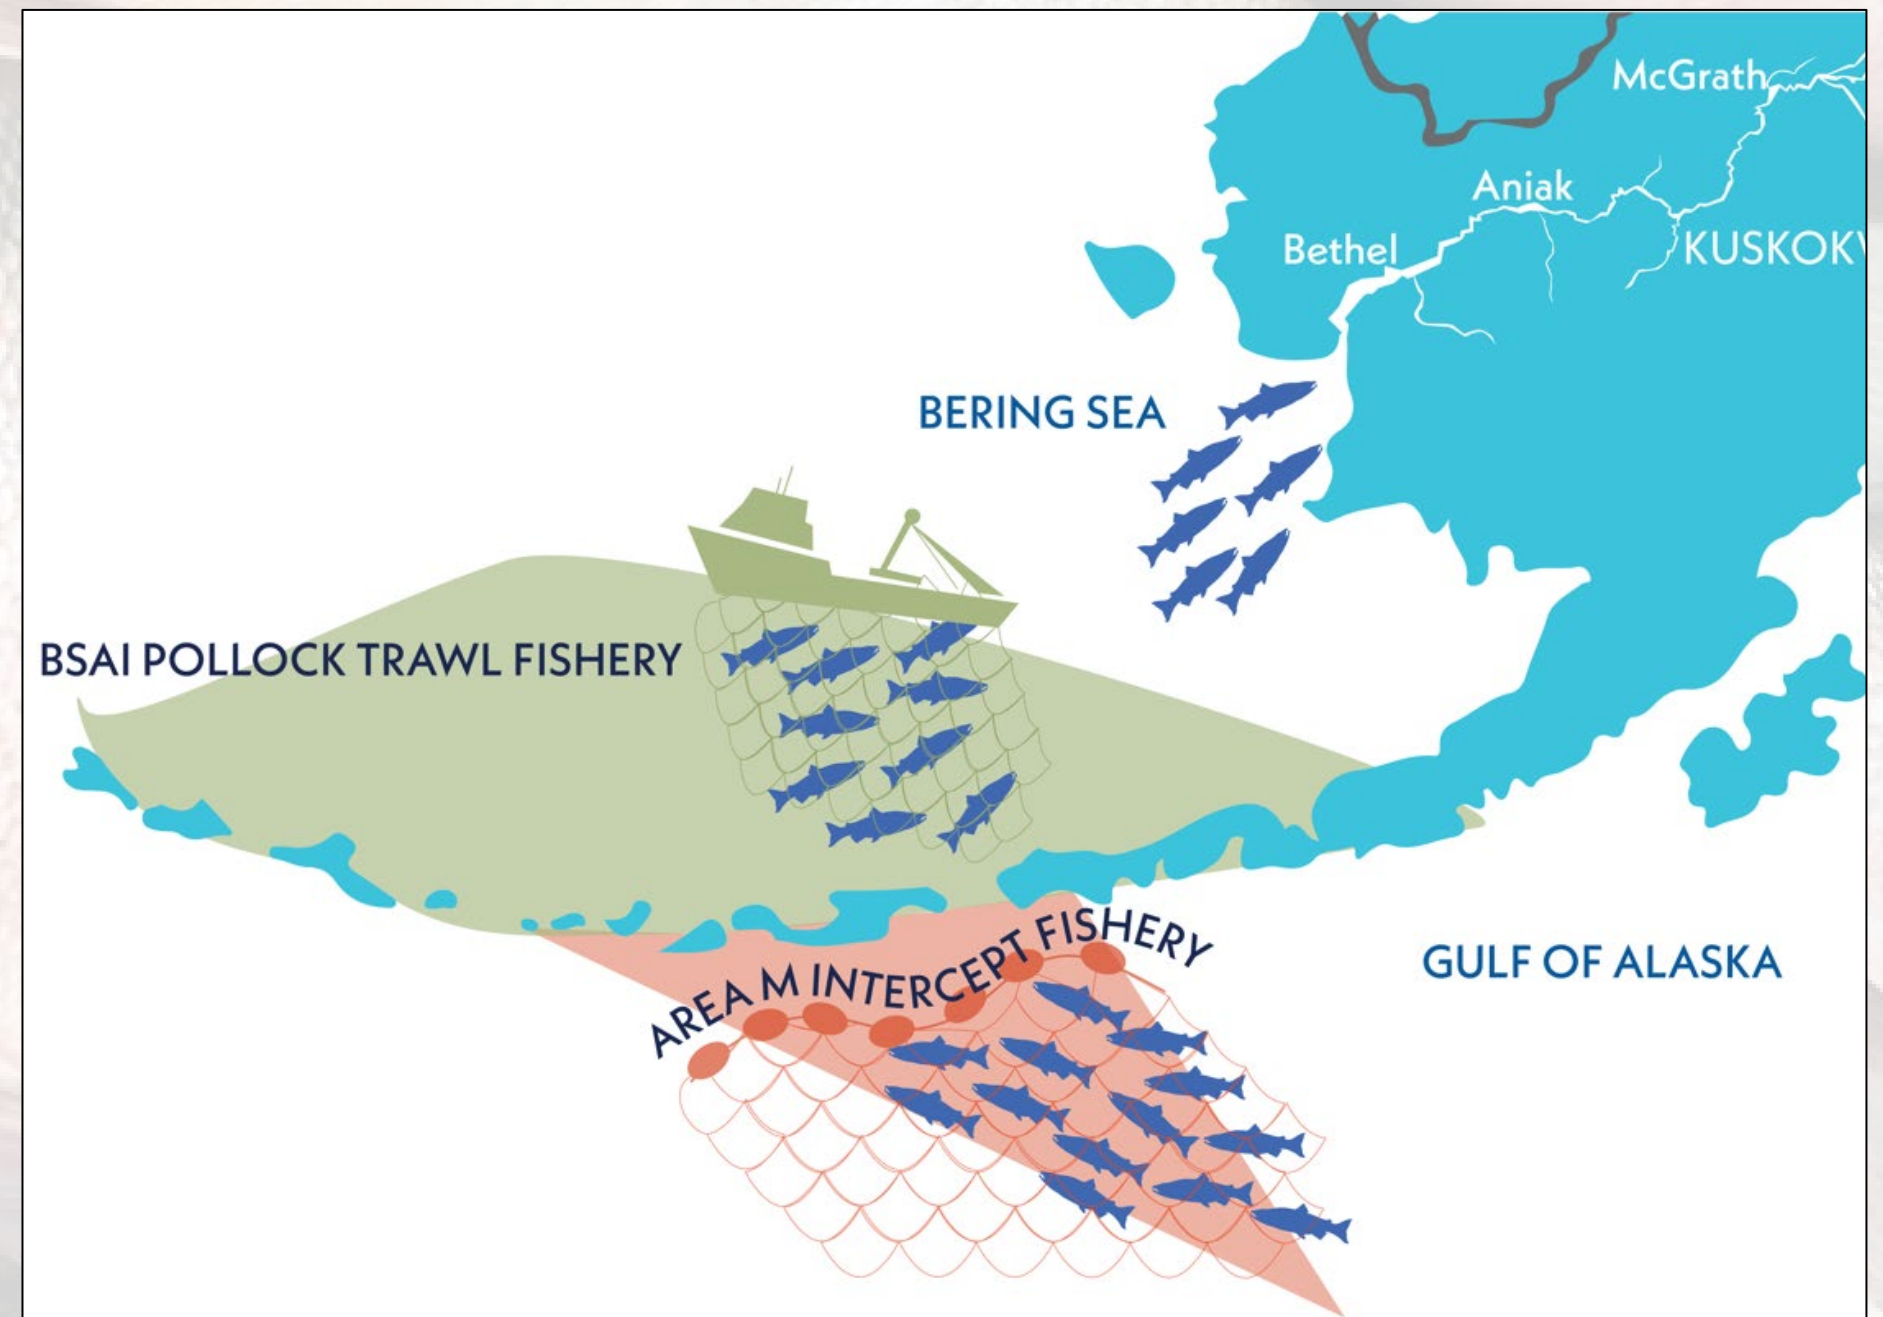 McGrath
Aniak
Bethel
KUSKOK
BERING SEA
BSAI POLLOCK TRAWL FISHERY
AREA M INTERCEPT FISHERY
GULF OF ALASKA